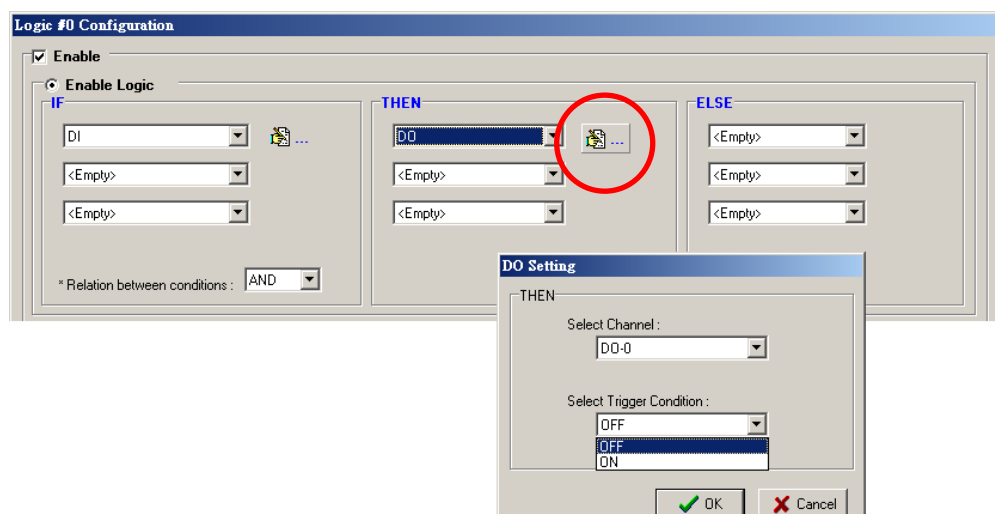 Logic #0 Configuration
Enable
Enable Logic
IF
THEN
ELSE
DI
...
DO
...
<Empty>
<Empty>
<Empty>
<Empty>
<Empty>
<Empty>
<Empty>
* Relation between conditions :
AND
DO Setting
THEN
Select Channel :
DO-0
Select Trigger Condition :
OFF
OFF
ON
OK
Cancel